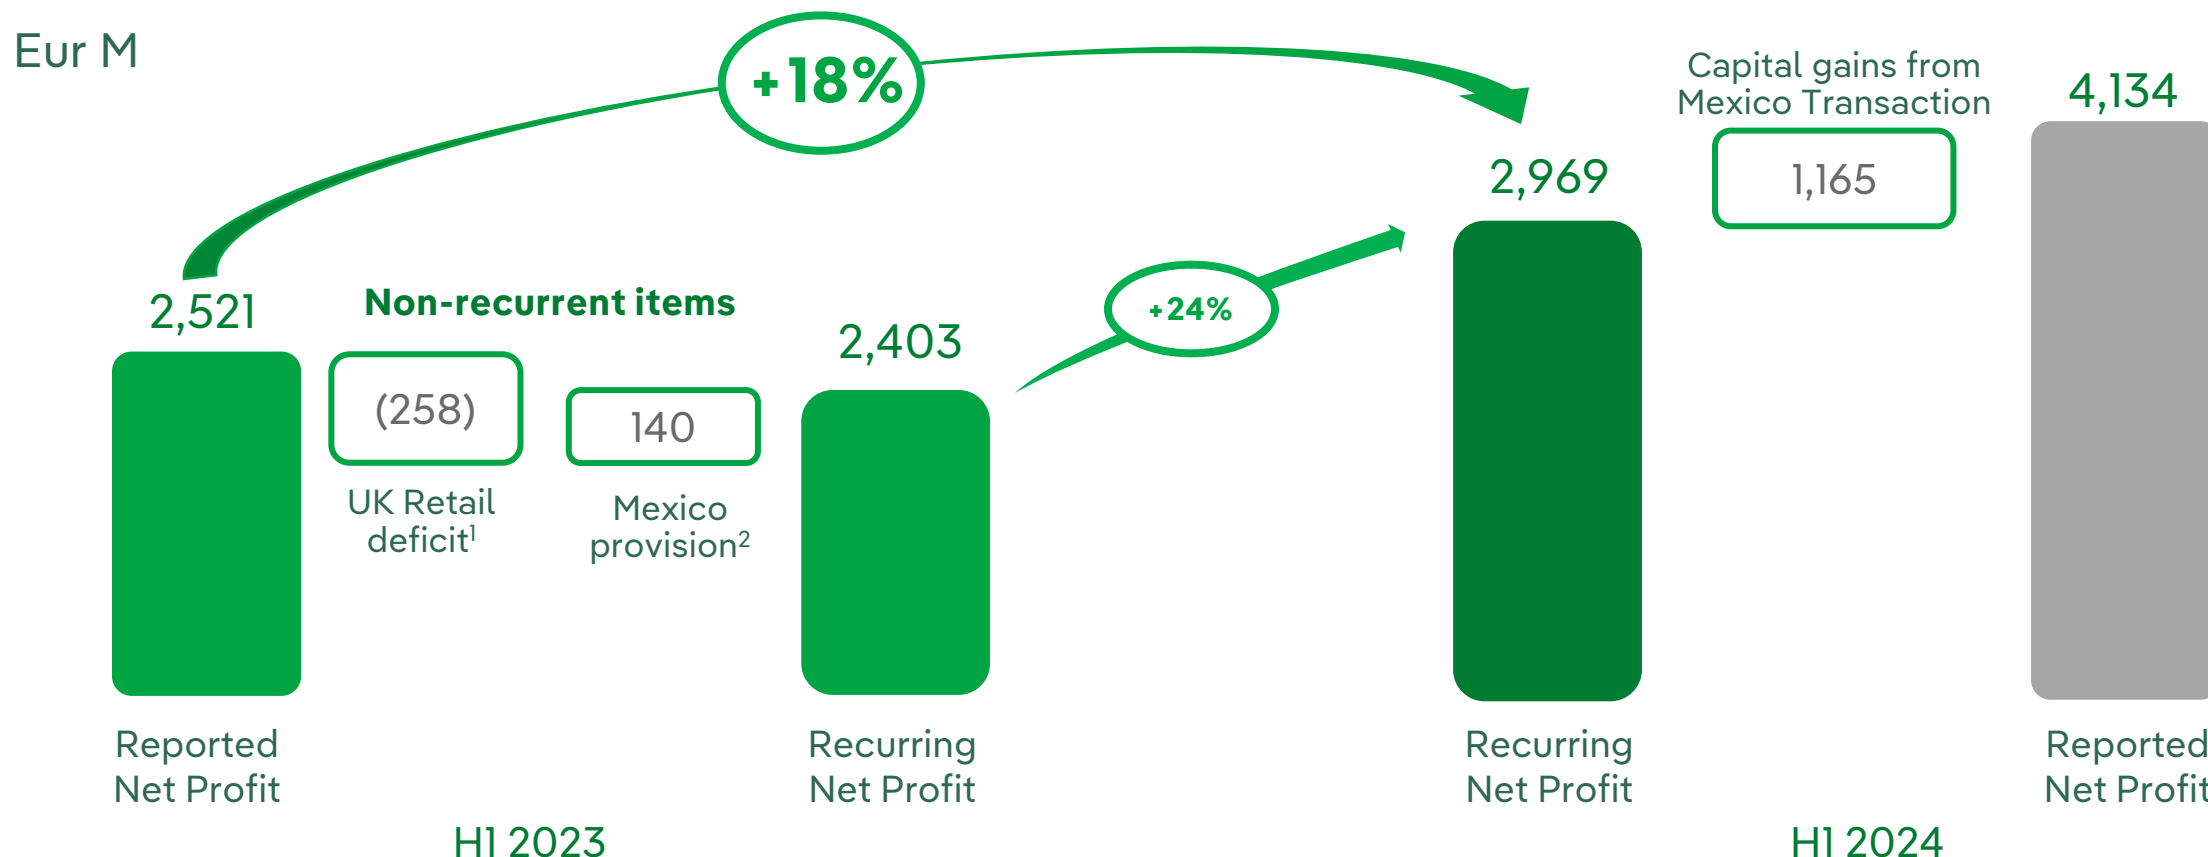 Eur M
+18%
Capital gains from
Mexico Transaction
4,134
2,969
1,165
2,521
Non-recurrent items
2,403
+24%
(258)
140
UK Retail
deficit¹
Mexico
provision²
Reported
Net Profit
Recurring
Net Profit
Recurring
Net Profit
Reported
Net Profit
H1 2023
H1 2024